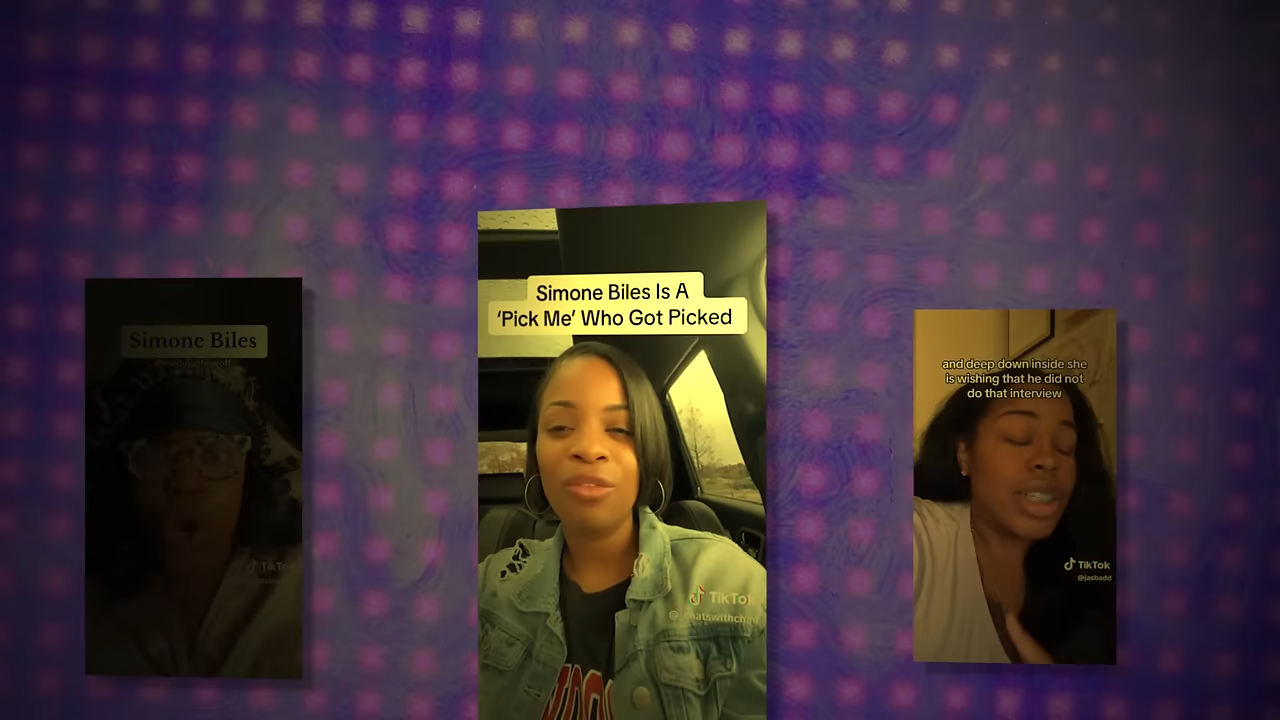 Simone Biles
Simone Biles Is A
‘Pick Me’ Who Got Picked
TikTok
and deep down inside she
is wishing that he did not
do that interview
TikTok
@jasbadd
TikTok